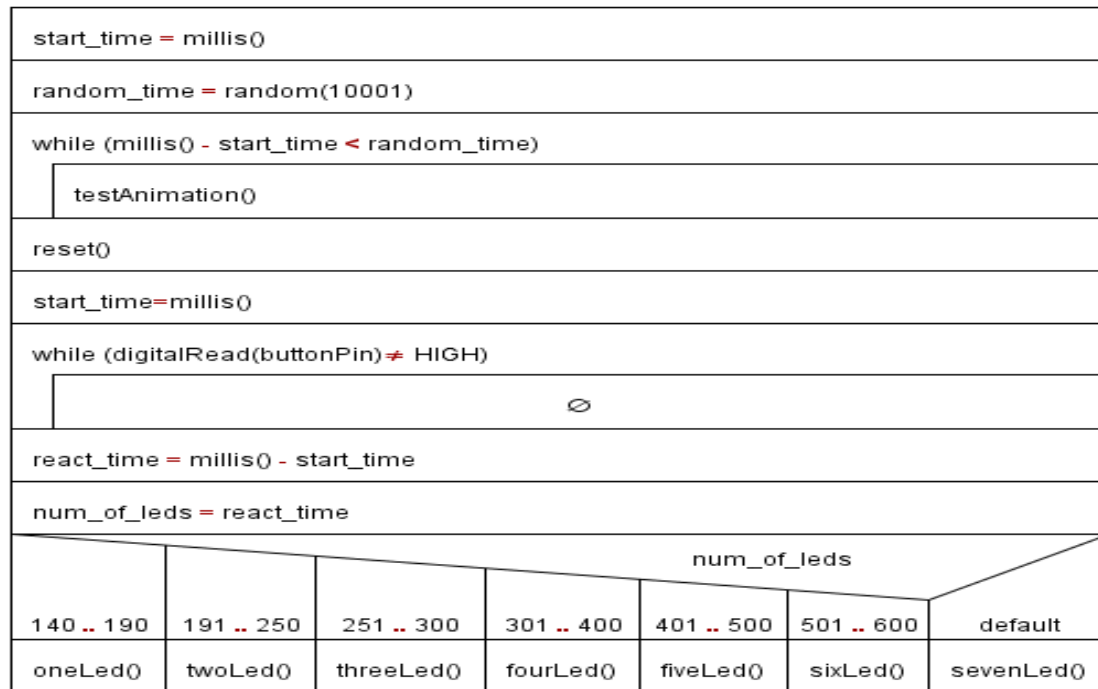 start_time = millis()
random_time = random(10001)
while (millis() - start_time < random_time)
testAnimation()
reset()
start_time=millis()
while (digitalRead(buttonPin)≠ HIGH)
∅
react_time = millis() - start_time
num_of_leds = react_time
num_of_leds
140 .. 190 191 .. 250 251 .. 300 301 .. 400 401 .. 500 501 .. 600 default
oneLed() twoLed() threeLed() fourLed() fiveLed() sixLed() sevenLed()